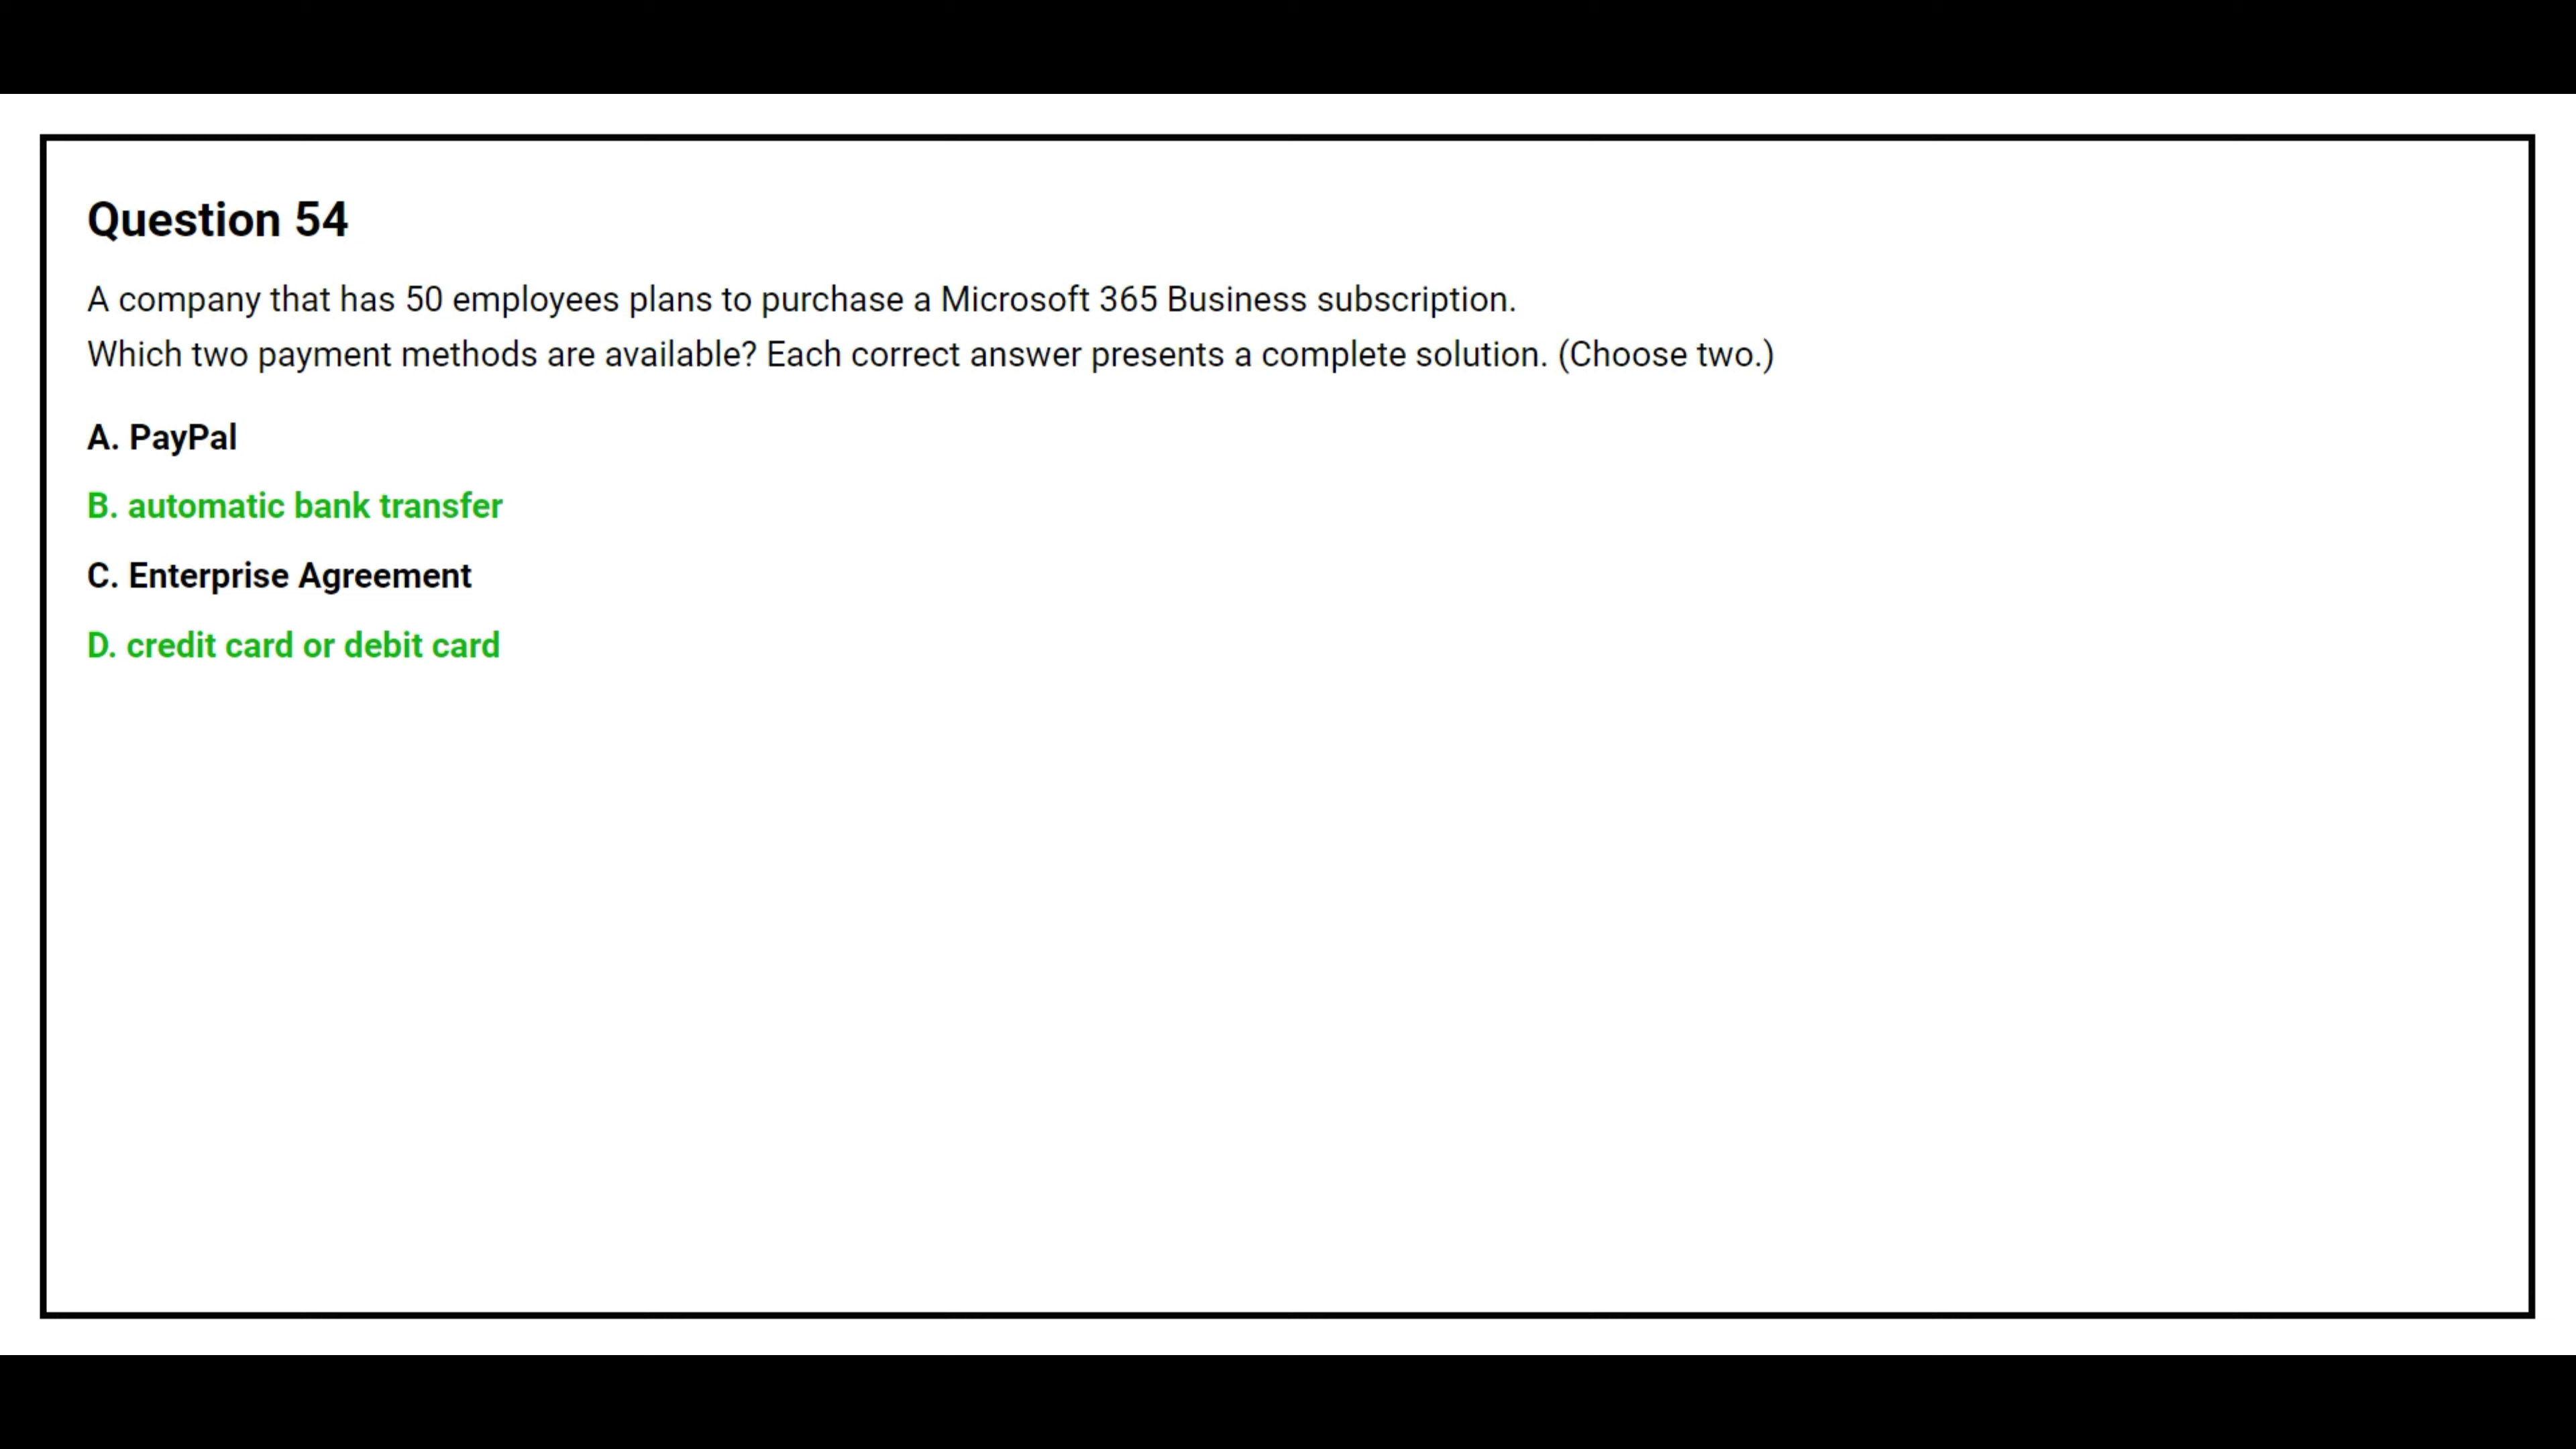 Question 54
A company that has 50 employees plans to purchase a Microsoft 365 Business subscription.
Which two payment methods are available? Each correct answer presents a complete solution. (Choose two.)
A. PayPal
B. automatic bank transfer
C. Enterprise Agreement
D. credit card or debit card